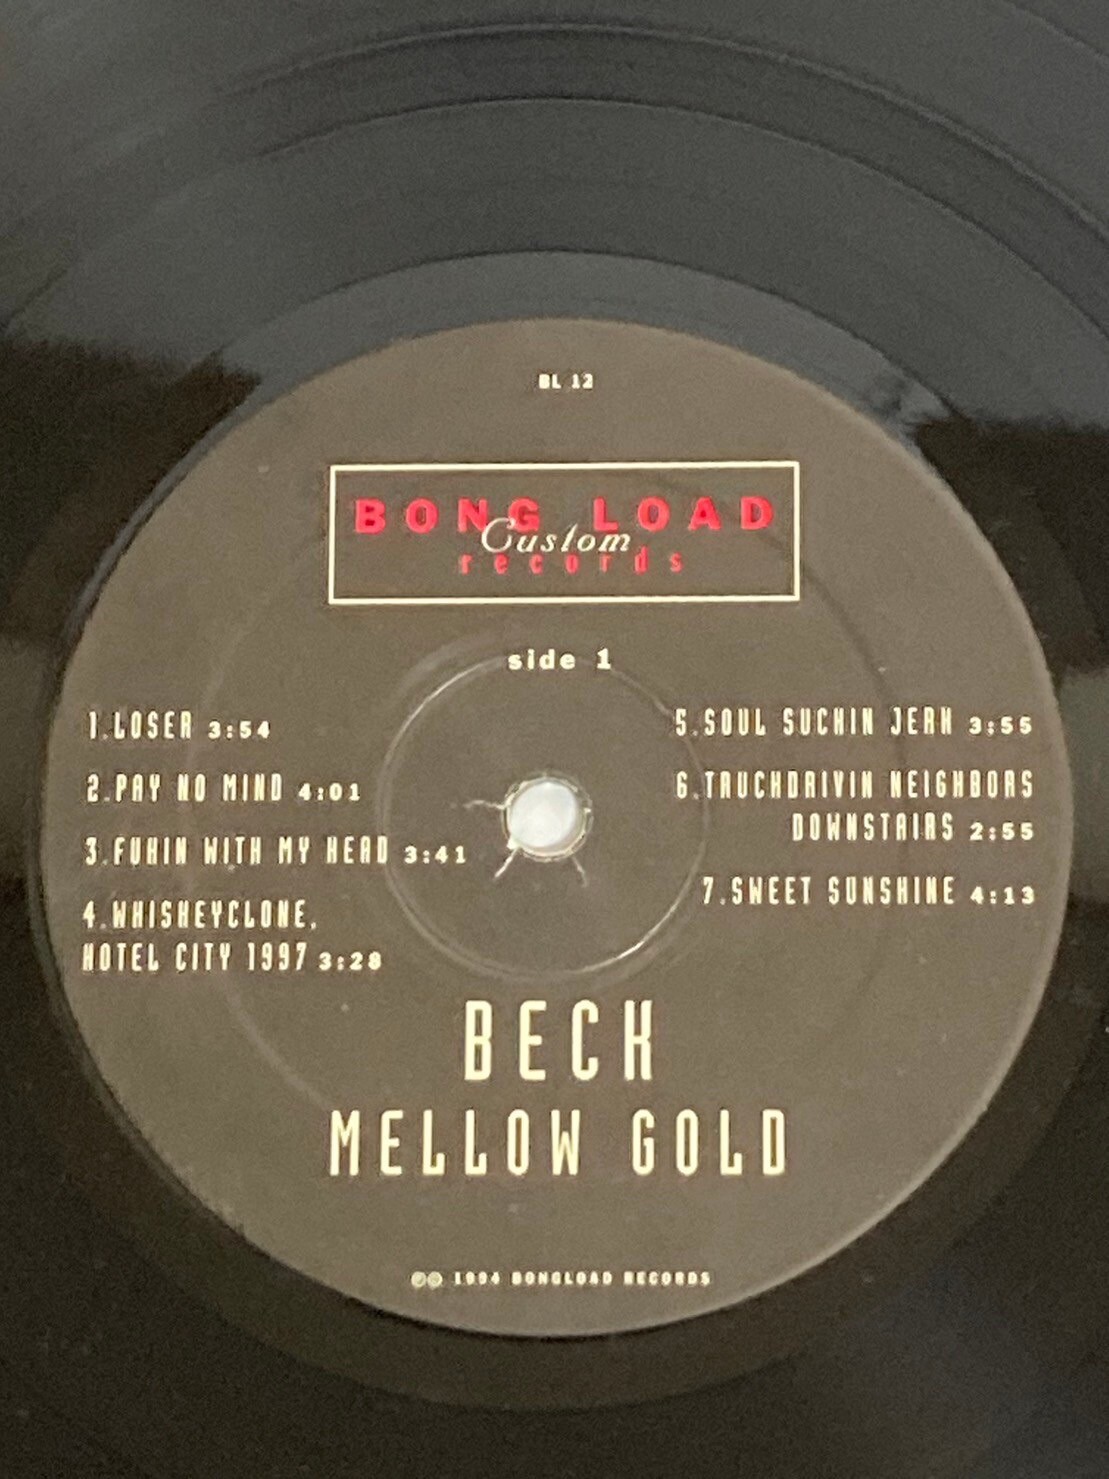 BL 12
BONG LOAD
Custom
records
side 1
1.LOSER 3:54
2.PAY NO MIND 4:01
3.FUKIN WITH MY HEAD 3:41
4.WHISKEYCLONE,
HOTEL CITY 1997 3:28
5.SOUL SUCKIN JERK 3:55
6.TRUCKDRIVIN NEIGHBORS
DOWNSTAIRS 2:55
7.SWEET SUNSHINE 4:13
BECK
MELLOW GOLD
℗© 1994 BONGLOAD RECORDS